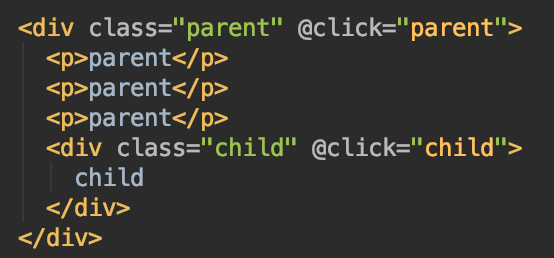 <div class="parent" @click="parent">
  <p>parent</p>
  <p>parent</p>
  <p>parent</p>
  <div class="child" @click="child">
    child
  </div>
</div>